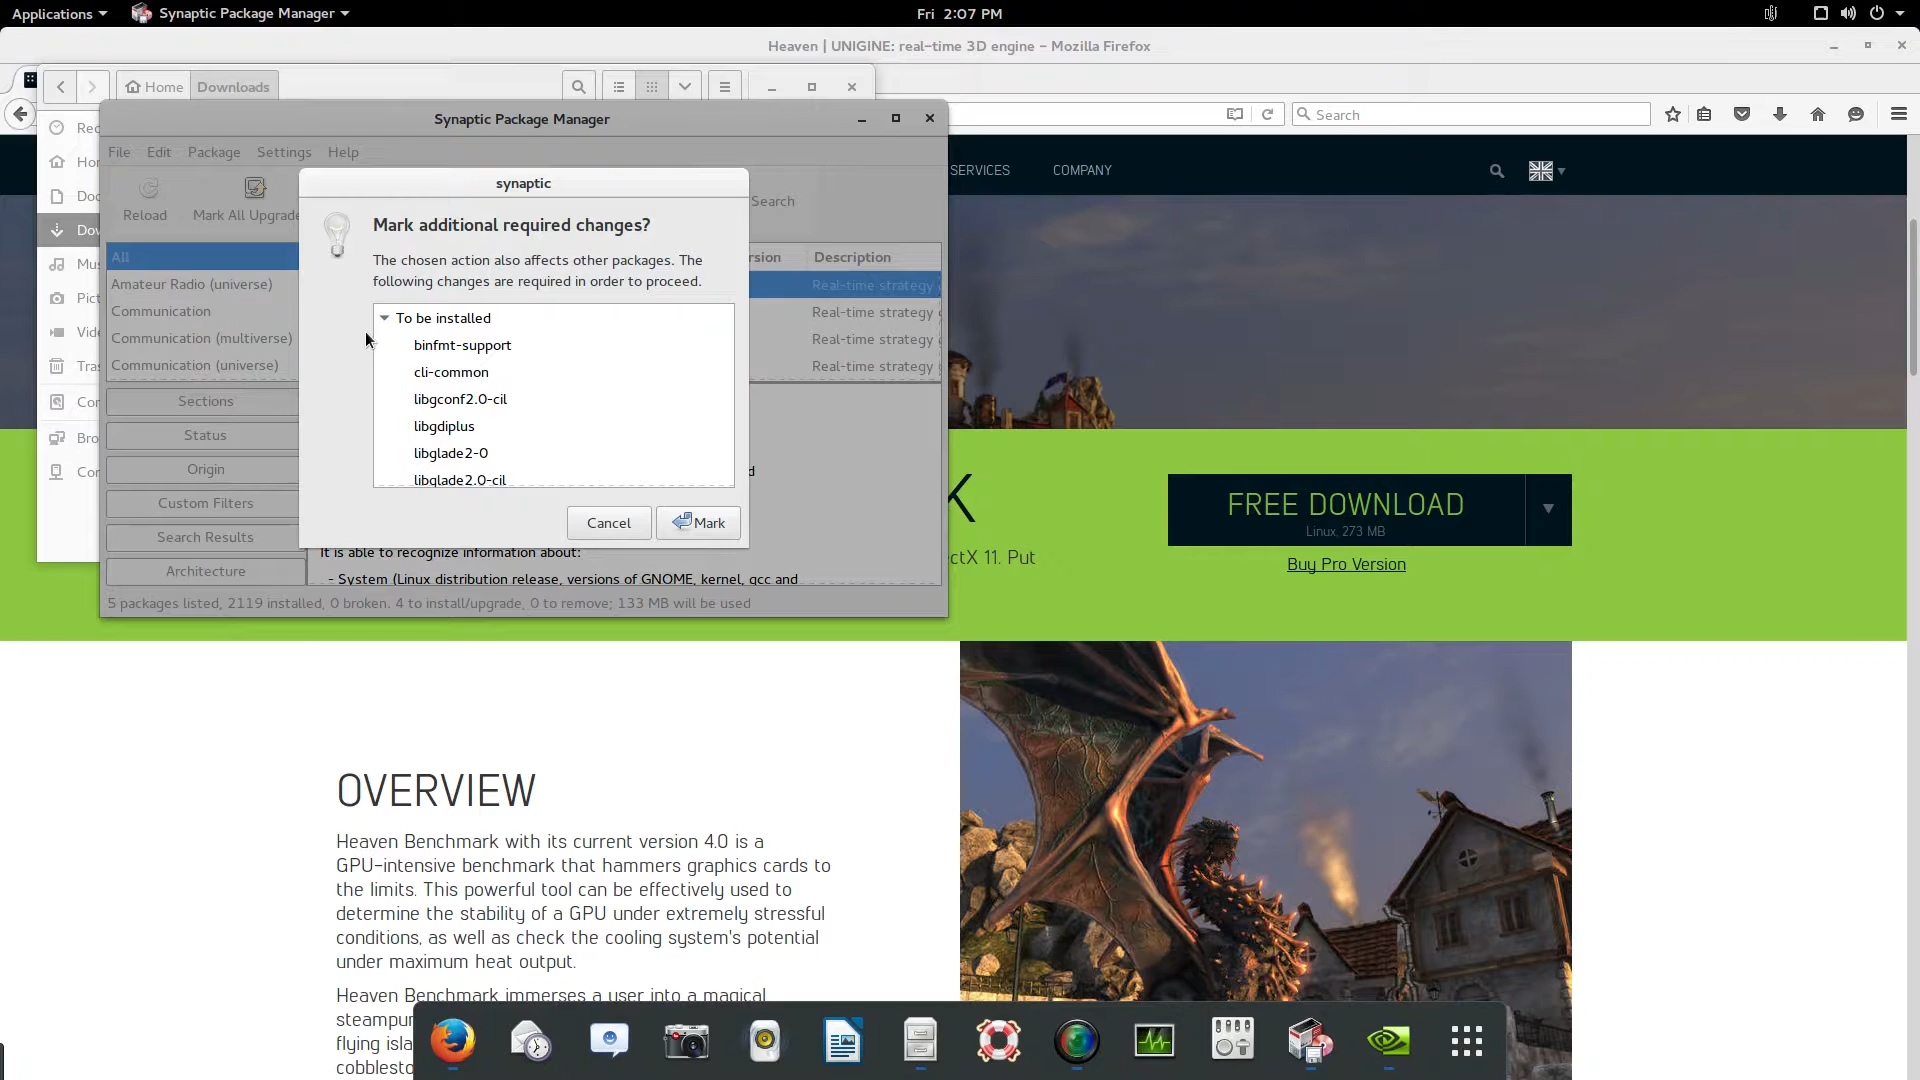 Applications
Synaptic Package Manager
Fri 2:07 PM
Heaven | UNIGINE: real-time 3D engine - Mozilla Firefox
Home
Downloads
Search
Synaptic Package Manager
File Edit Package Settings Help
SERVICES
COMPANY
Reload
Mark All Upgrade
Search
synaptic
Mark additional required changes?
The chosen action also affects other packages. The
following changes are required in order to proceed.
To be installed
binfmt-support
cli-common
libgconf2.0-cil
libgdiplus
libglade2-0
libglade2.0-cil
Cancel
Mark
All
Amateur Radio (universe)
Communication
Communication (multiverse)
Communication (universe)
Sections
Status
Origin
Custom Filters
Search Results
Architecture
Description
Real-time strategy
Real-time strategy
Real-time strategy
Real-time strategy
It is able to recognize information about:
- System (Linux distribution release, versions of GNOME, kernel, gcc and
5 packages listed, 2119 installed, 0 broken. 4 to install/upgrade, 0 to remove; 133 MB will be used
FREE DOWNLOAD
Linux, 273 MB
Buy Pro Version
ctX 11. Put
OVERVIEW
Heaven Benchmark with its current version 4.0 is a
GPU-intensive benchmark that hammers graphics cards to
the limits. This powerful tool can be effectively used to
determine the stability of a GPU under extremely stressful
conditions, as well as check the cooling system's potential
under maximum heat output.
Heaven Benchmark immerses a user into a magical
steampun
flying isla
cobblesto